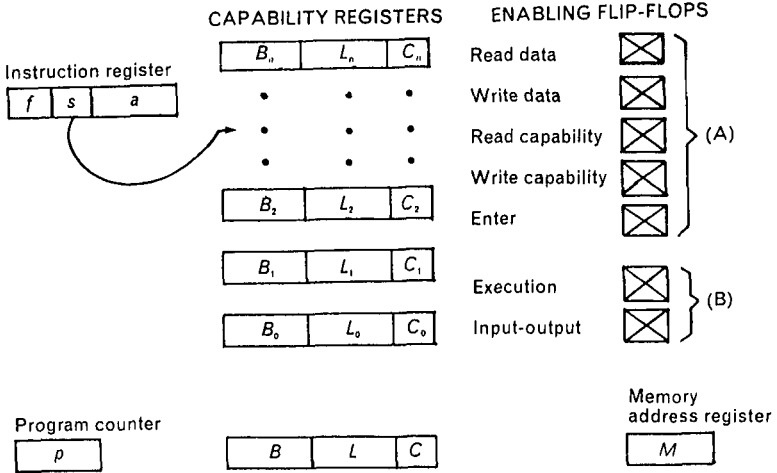 CAPABILITY REGISTERS
ENABLING FLIP-FLOPS
Instruction register
f s a
Bₙ Lₙ Cₙ
B₂ L₂ C₂
B₁ L₁ C₁
B₀ L₀ C₀
Read data
Write data
Read capability
Write capability
Enter
(A)
Execution
Input-output
(B)
Program counter
p
B L C
Memory
address register
M